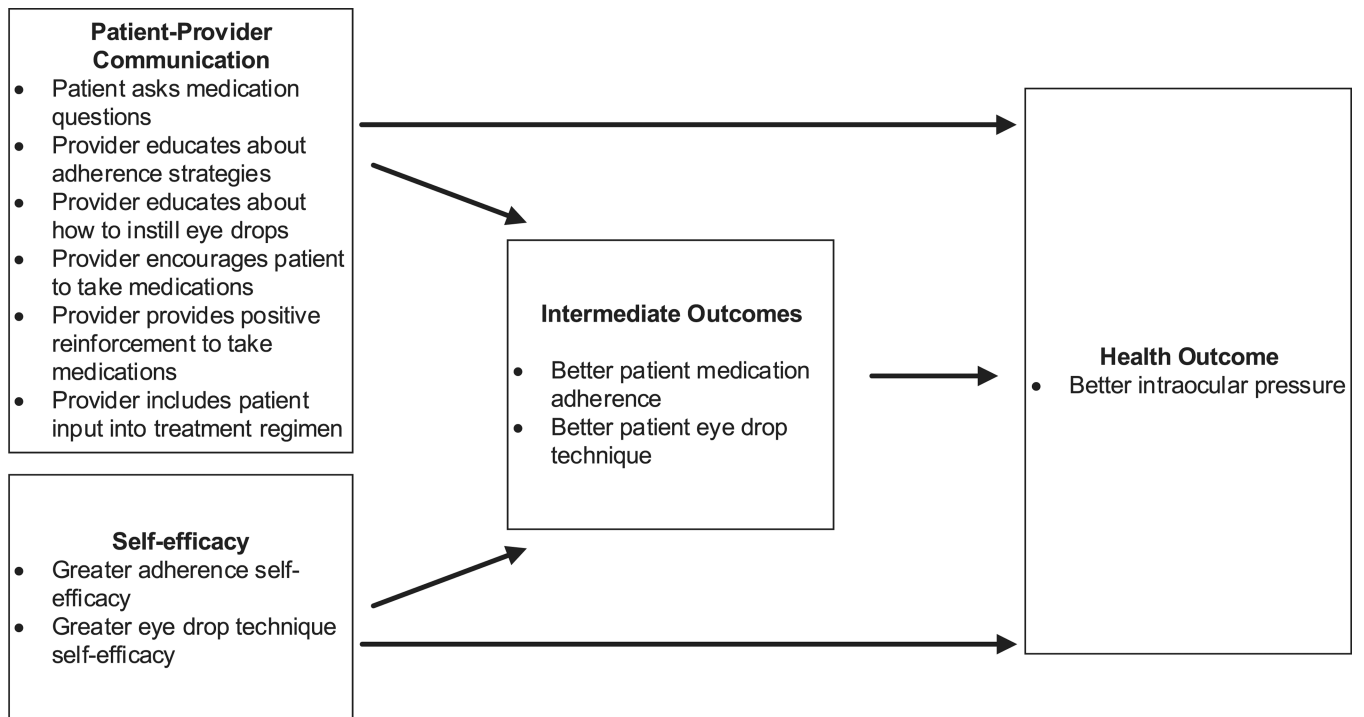 Patient-Provider
Communication
• Patient asks medication
questions
• Provider educates about
adherence strategies
• Provider educates about
how to instill eye drops
• Provider encourages patient
to take medications
• Provider provides positive
reinforcement to take
medications
• Provider includes patient
input into treatment regimen
Self-efficacy
• Greater adherence self-
efficacy
• Greater eye drop technique
self-efficacy
Intermediate Outcomes
• Better patient medication
adherence
• Better patient eye drop
technique
Health Outcome
• Better intraocular pressure